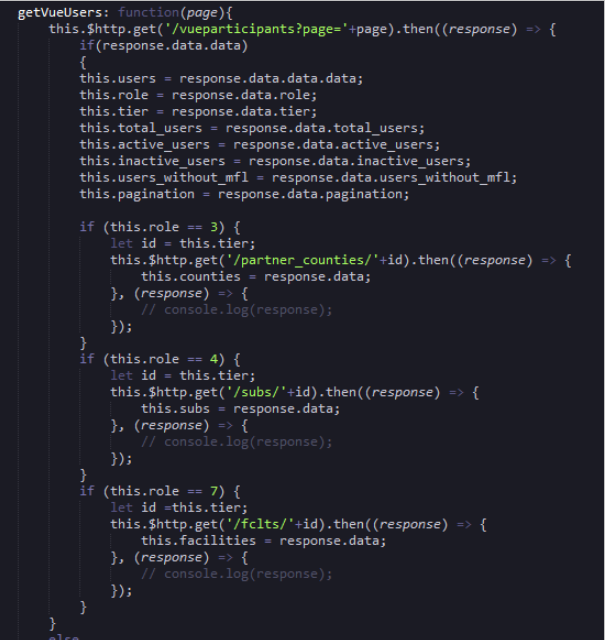 getVueUsers: function(page){
this.$http.get('/vueparticipants?page='+page).then((response) => {
if(response.data.data)
{
this.users = response.data.data.data;
this.role = response.data.role;
this.tier = response.data.tier;
this.total_users = response.data.total_users;
this.active_users = response.data.active_users;
this.inactive_users = response.data.inactive_users;
this.users_without_mfl = response.data.users_without_mfl;
this.pagination = response.data.pagination;
if (this.role == 3) {
let id = this.tier;
this.$http.get('/partner_counties/'+id).then((response) => {
this.counties = response.data;
}, (response) => {
// console.log(response);
});
}
if (this.role == 4) {
let id = this.tier;
this.$http.get('/subs/'+id).then((response) => {
this.subs = response.data;
}, (response) => {
// console.log(response);
});
}
if (this.role == 7) {
let id =this.tier;
this.$http.get('/fclts/'+id).then((response) => {
this.facilities = response.data;
}, (response) => {
// console.log(response);
});
}
}
else